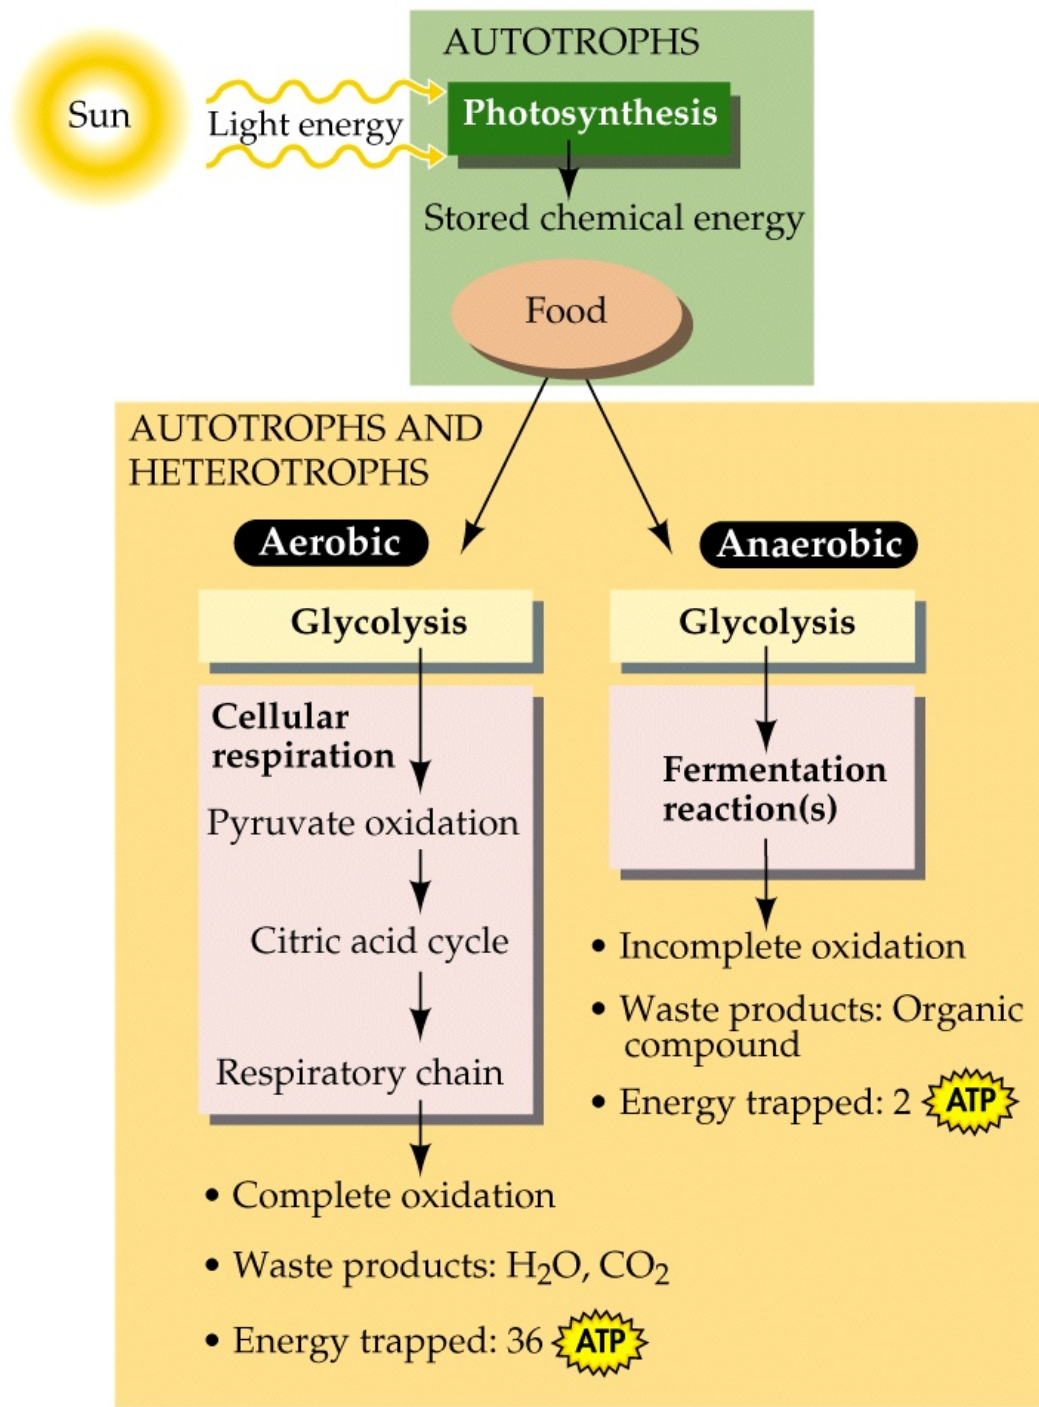 AUTOTROPHS
Sun
Light energy
Photosynthesis
Stored chemical energy
Food
AUTOTROPHS AND
HETEROTROPHS
Aerobic
Glycolysis
Cellular
respiration
Pyruvate oxidation
Citric acid cycle
Respiratory chain
• Complete oxidation
• Waste products: H₂O, CO₂
• Energy trapped: 36 ATP
Anaerobic
Glycolysis
Fermentation
reaction(s)
• Incomplete oxidation
• Waste products: Organic
compound
• Energy trapped: 2 ATP